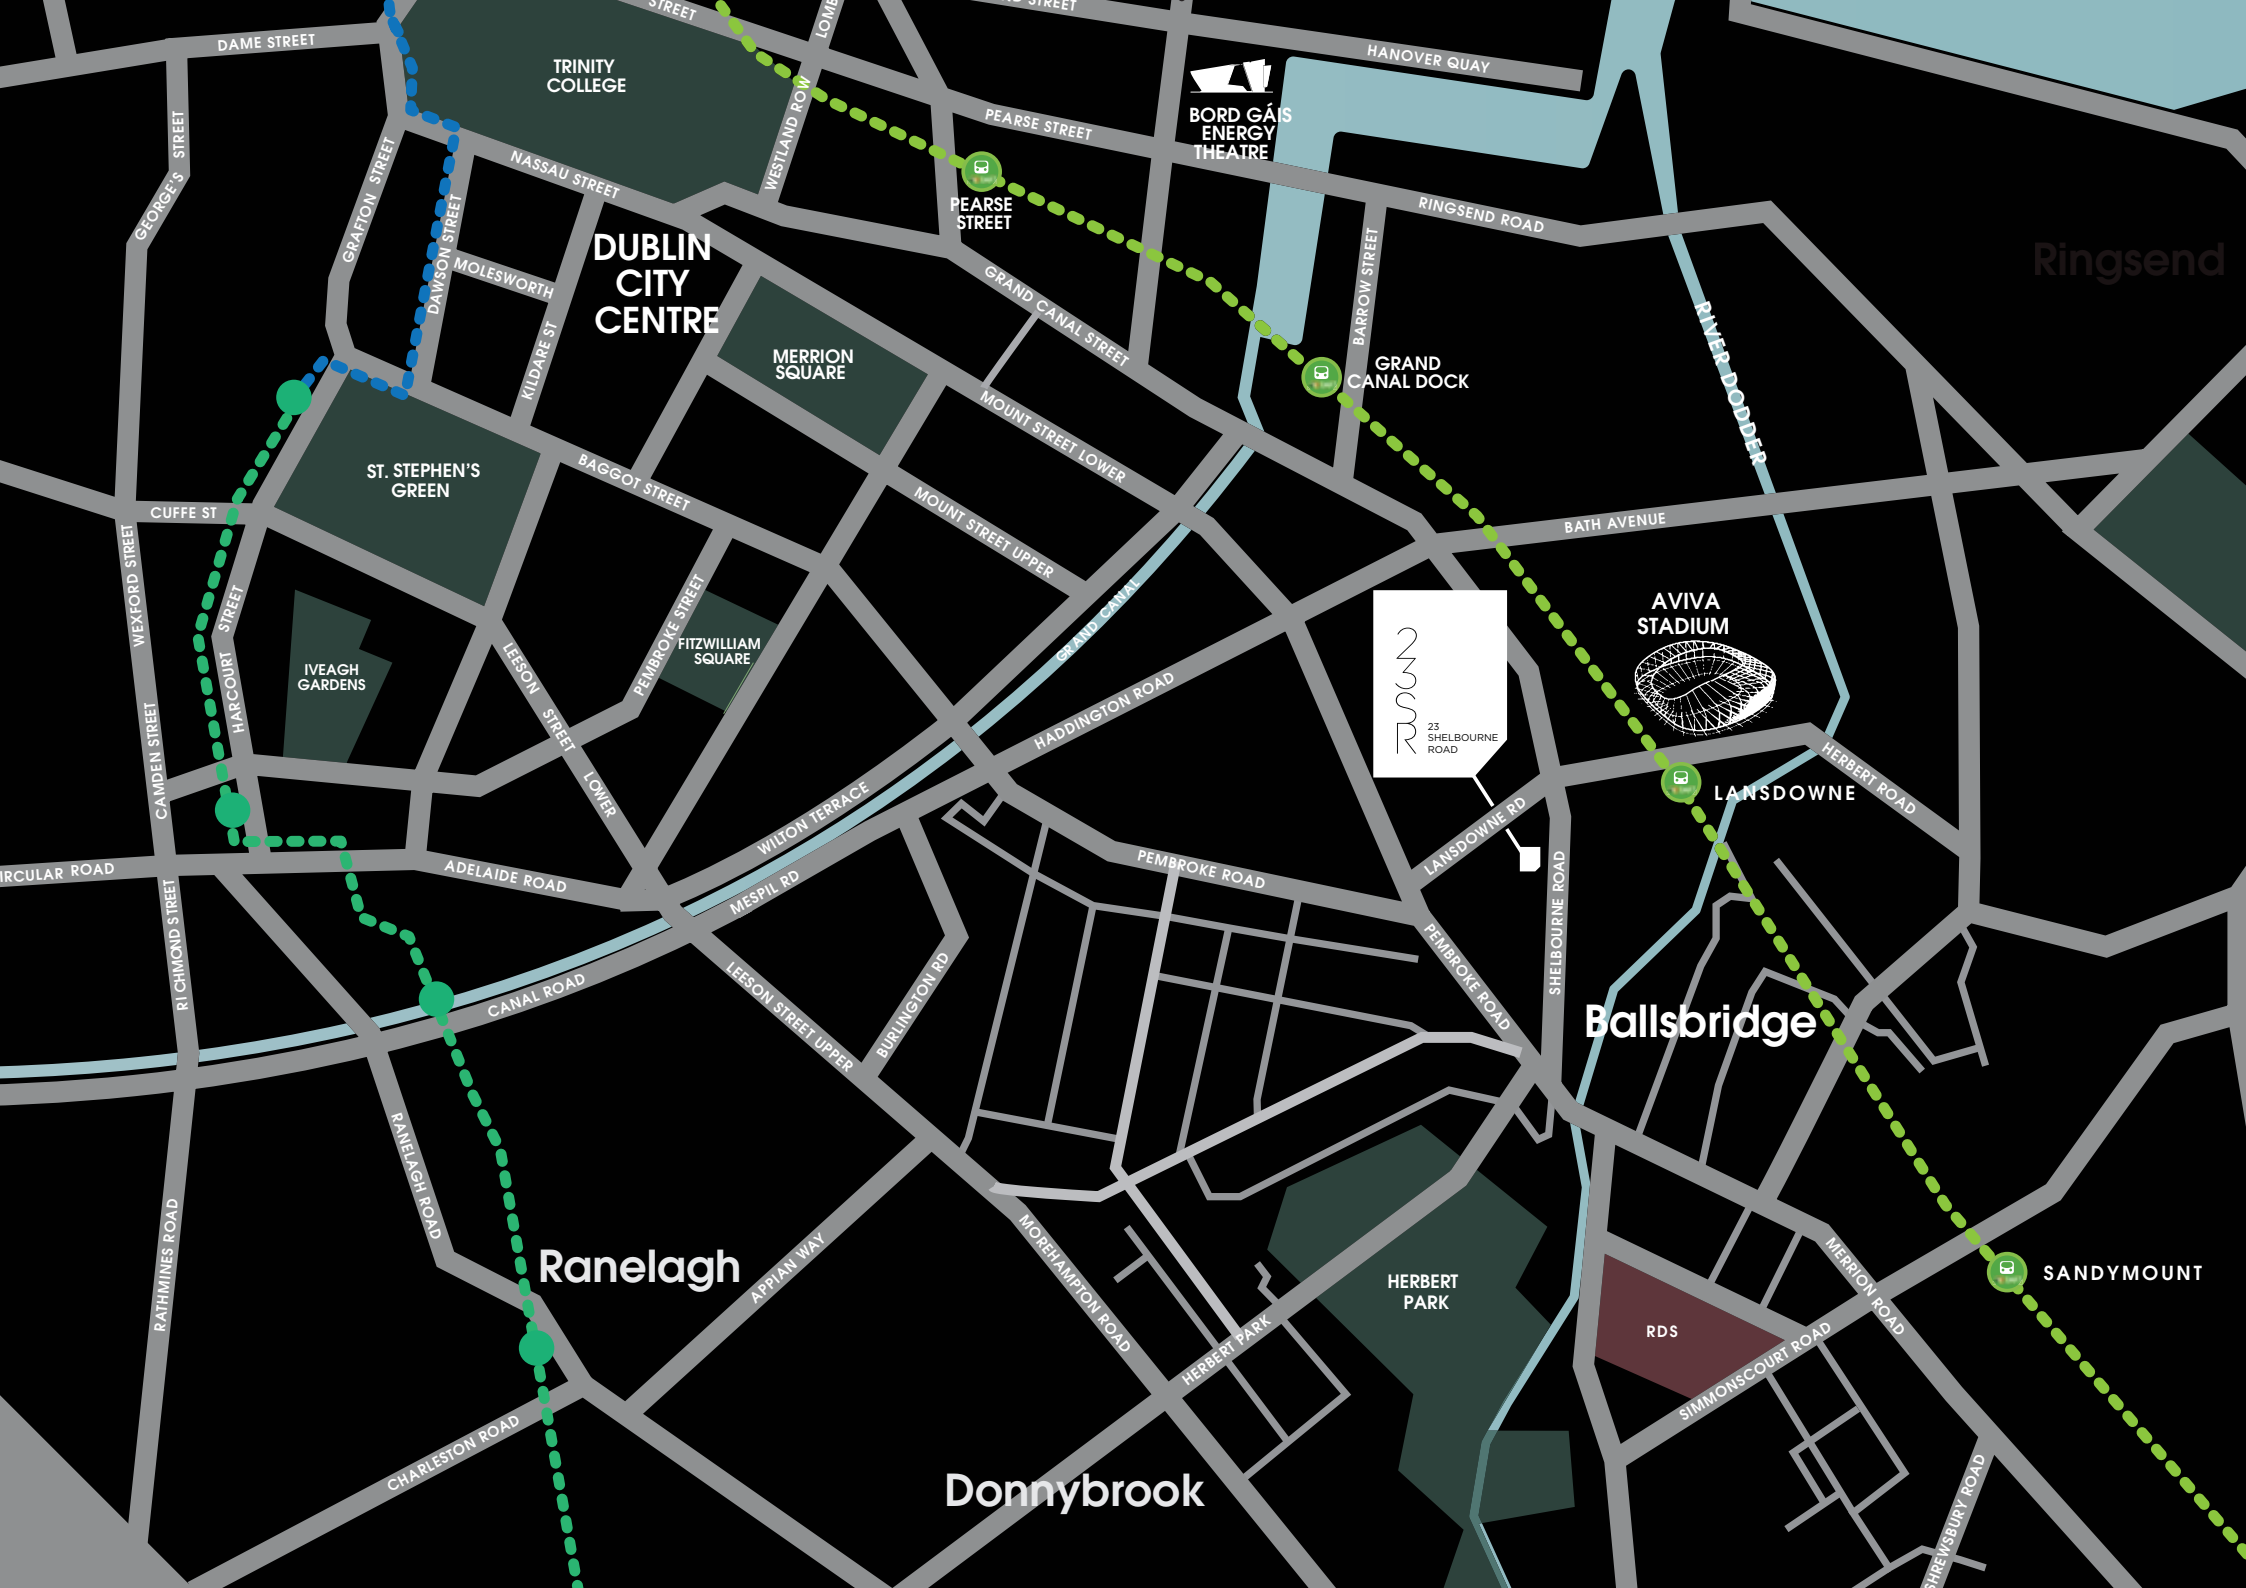 STREET
LOMB
D STREET
DAME STREET
HANOVER QUAY
TRINITY
COLLEGE
PEARSE STREET
WESTLAND ROW
BORD GÁIS
ENERGY
THEATRE
GEORGE'S STREET
GRAFTON STREET
NASSAU STREET
PEARSE
STREET
RINGSEND ROAD
Ringsend
DAWSON STREET
MOLESWORTH
DUBLIN
CITY
CENTRE
GRAND CANAL STREET
BARROW STREET
RIVER DODDER
KILDARE ST
MERRION
SQUARE
GRAND
CANAL DOCK
MOUNT STREET LOWER
ST. STEPHEN'S
GREEN
BAGGOT STREET
CUFFE ST
MOUNT STREET UPPER
BATH AVENUE
WEXFORD STREET
HARCOURT STREET
PEMBROKE STREET
FITZWILLIAM
SQUARE
GRAND CANAL
AVIVA
STADIUM
IVEAGH
GARDENS
LEESON STREET LOWER
HADDINGTON ROAD
23SR
23
SHELBOURNE
ROAD
CAMDEN STREET
HERBERT ROAD
LANSDOWNE
WILTON TERRACE
LANSDOWNE RD
IRCULAR ROAD
ADELAIDE ROAD
MESPIL RD
PEMBROKE ROAD
SHELBOURNE ROAD
RICHMOND STREET
CANAL ROAD
LEESON STREET UPPER
BURLINGTON RD
PEMBROKE ROAD
Ballsbridge
RANELAGH ROAD
RATHMINES ROAD
Ranelagh
APPIAN WAY
MOREHAMPTON ROAD
HERBERT
PARK
MERRION ROAD
SANDYMOUNT
HERBERT PARK
RDS
SIMMONSCOURT ROAD
CHARLESTON ROAD
Donnybrook
SHREWSBURY ROAD